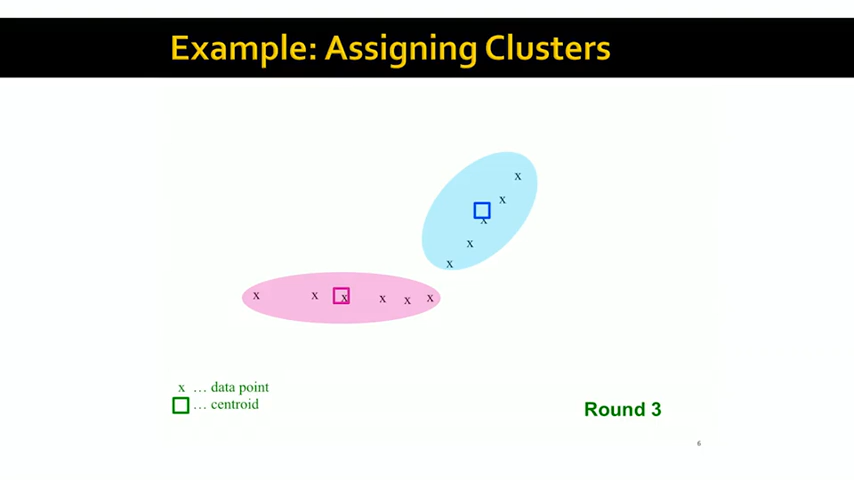 Example: Assigning Clusters
x
x
x
x
x
x x x x x x
x ... data point
... centroid
Round 3
6